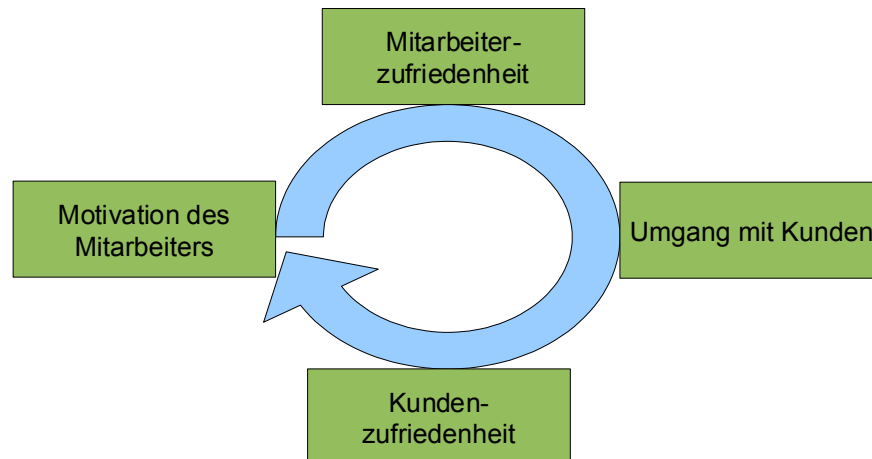 Mitarbeiter-
zufriedenheit
Motivation des
Mitarbeiters
Umgang mit Kunden
Kunden-
zufriedenheit